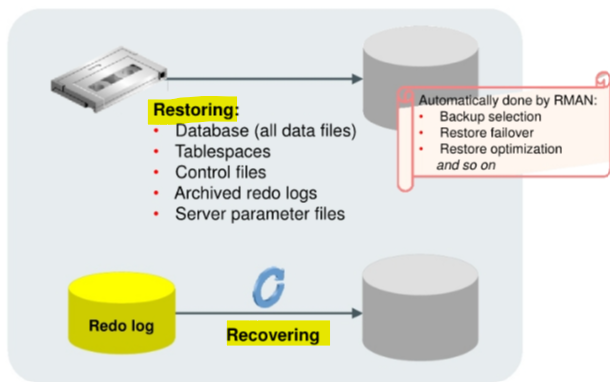 Restoring:
• Database (all data files)
• Tablespaces
• Control files
• Archived redo logs
• Server parameter files
Automatically done by RMAN:
• Backup selection
• Restore failover
• Restore optimization
and so on
Redo log
Recovering